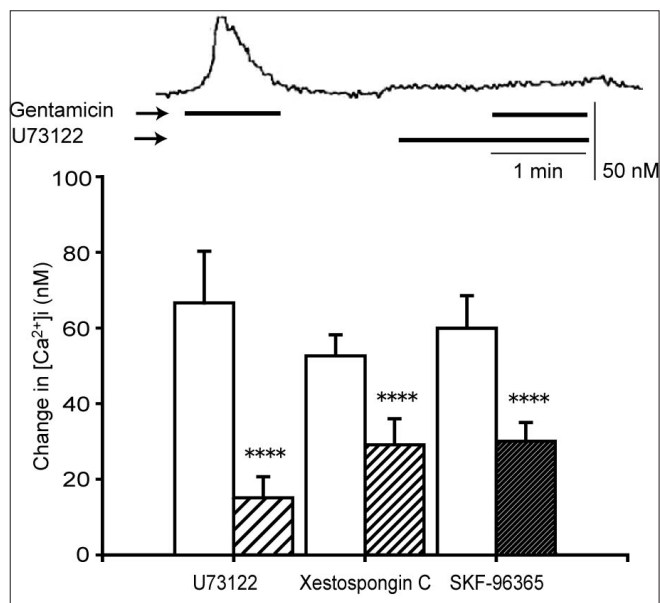 Gentamicin
U73122
1 min
50 nM
100
80
60
40
20
0
Change in [Ca²⁺]i (nM)
****
****
****
U73122 Xestospongin C SKF-96365